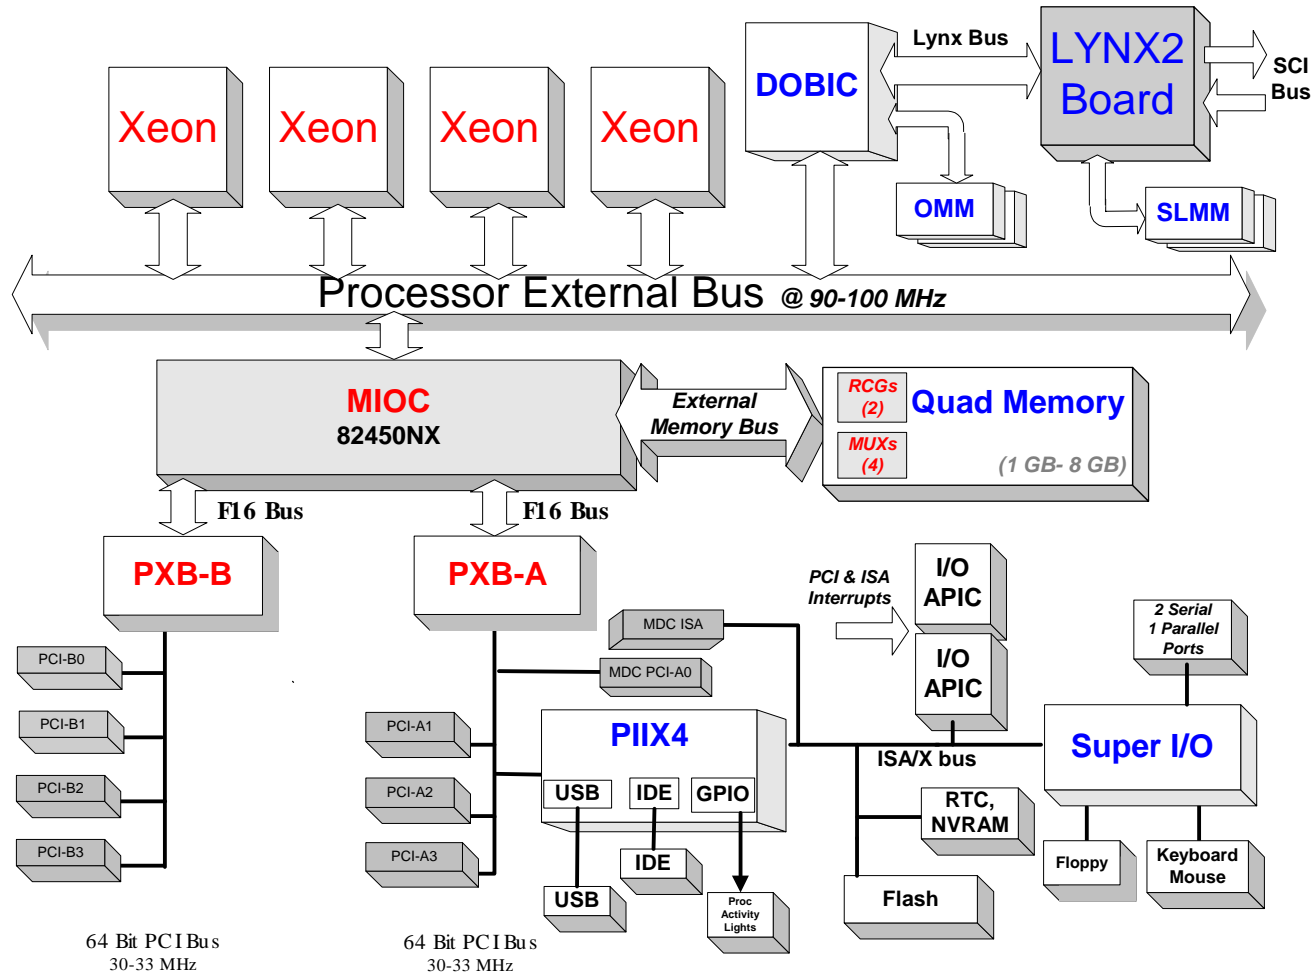 Lynx Bus
LYNX2
Board
SCI
Bus
DOBIC
Xeon
Xeon
Xeon
Xeon
OMM
SLMM
Processor External Bus @ 90-100 MHz
MIOC
82450NX
External
Memory Bus
RCGs
(2)
Quad Memory
MUXs
(4)
(1 GB- 8 GB)
F16 Bus
F16 Bus
PXB-B
PXB-A
PCI & ISA
Interrupts
I/O
APIC
I/O
APIC
2 Serial
1 Parallel
Ports
MDC ISA
MDC PCI-A0
PCI-B0
PCI-B1
PCI-B2
PCI-B3
PCI-A1
PCI-A2
PCI-A3
PIIX4
USB
IDE
GPIO
ISA/X bus
Super I/O
RTC,
NVRAM
USB
IDE
Proc
Activity
Lights
Flash
Floppy
Keyboard
Mouse
64 Bit PCI Bus
30-33 MHz
64 Bit PCI Bus
30-33 MHz